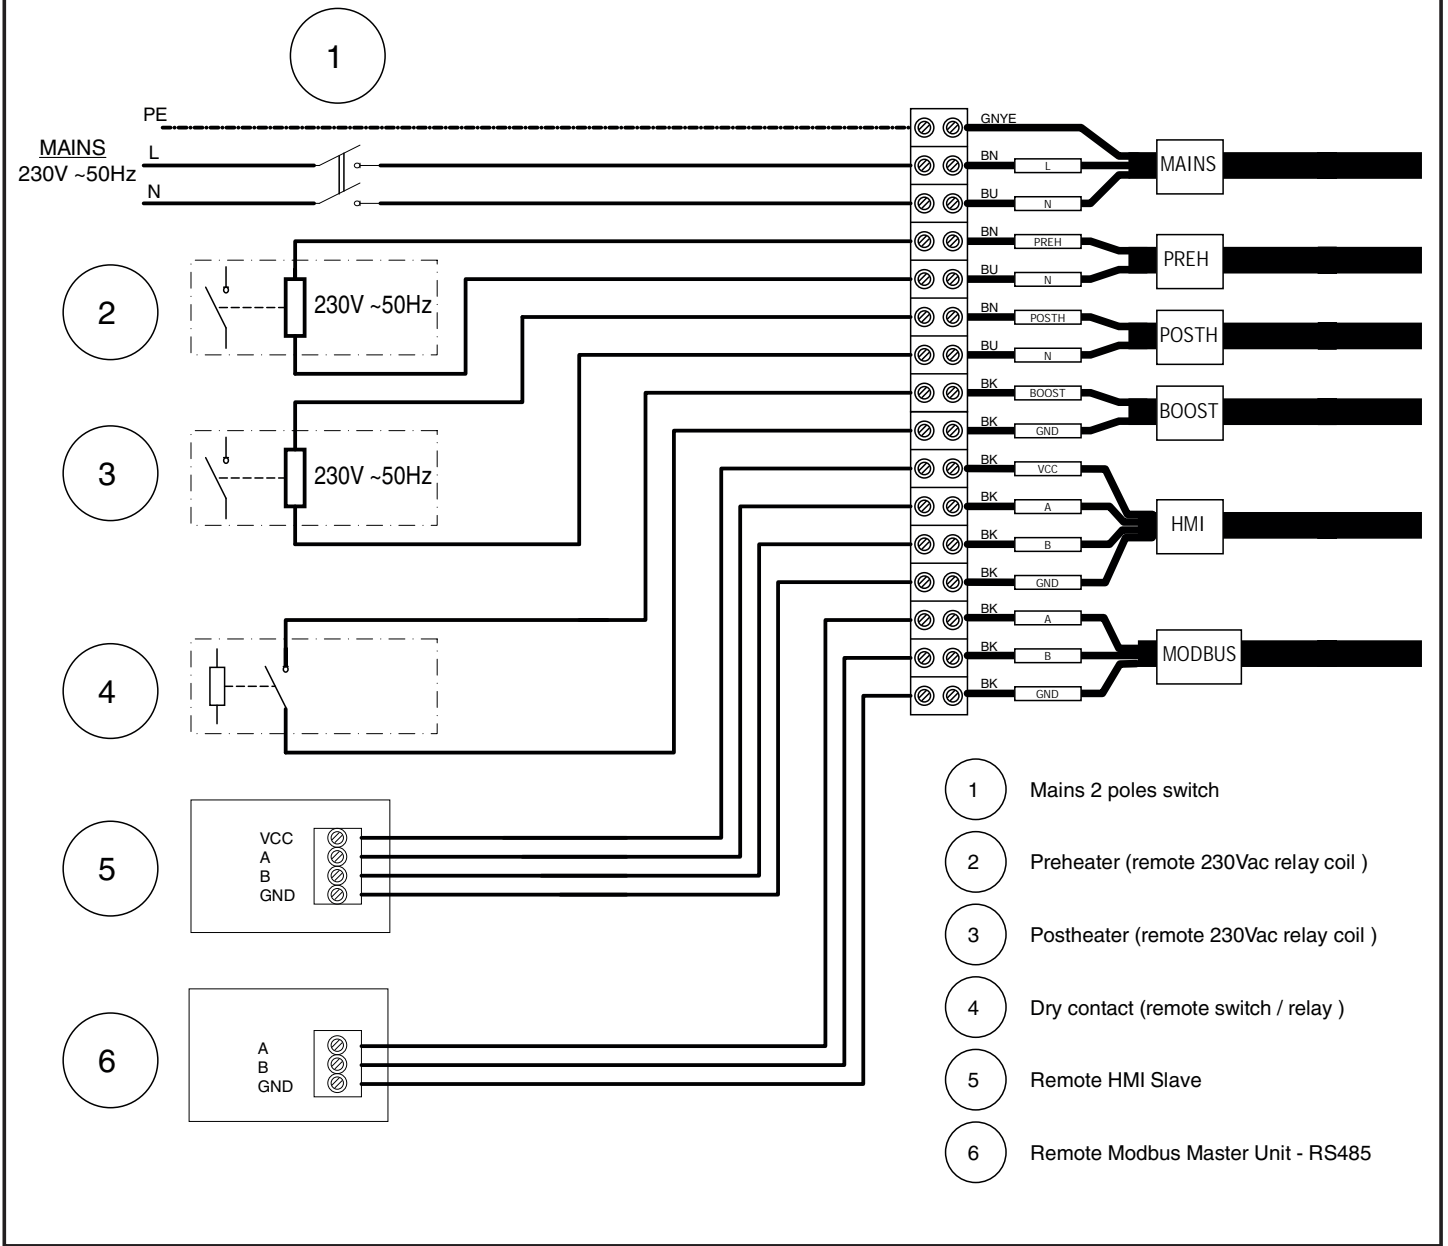 1
PE
MAINS
230V ~50Hz
L
N
GNYE
BN
L
BU
N
MAINS
BN
PREH
BU
N
PREH
2
230V ~50Hz
BN
POSTH
BU
N
POSTH
BK
BOOST
BK
GND
BOOST
3
230V ~50Hz
BK
VCC
BK
A
BK
B
BK
GND
HMI
BK
A
BK
B
BK
GND
MODBUS
4
5
VCC
A
B
GND
6
A
B
GND
1 Mains 2 poles switch
2 Preheater (remote 230Vac relay coil )
3 Postheater (remote 230Vac relay coil )
4 Dry contact (remote switch / relay )
5 Remote HMI Slave
6 Remote Modbus Master Unit - RS485